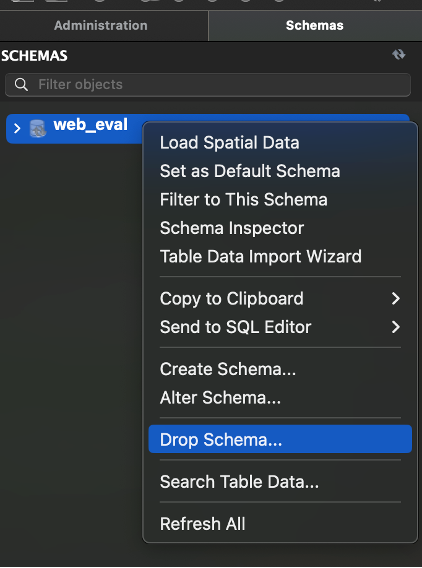 Administration
Schemas
SCHEMAS
Filter objects
web_eval
Load Spatial Data
Set as Default Schema
Filter to This Schema
Schema Inspector
Table Data Import Wizard
Copy to Clipboard
Send to SQL Editor
Create Schema...
Alter Schema...
Drop Schema...
Search Table Data...
Refresh All